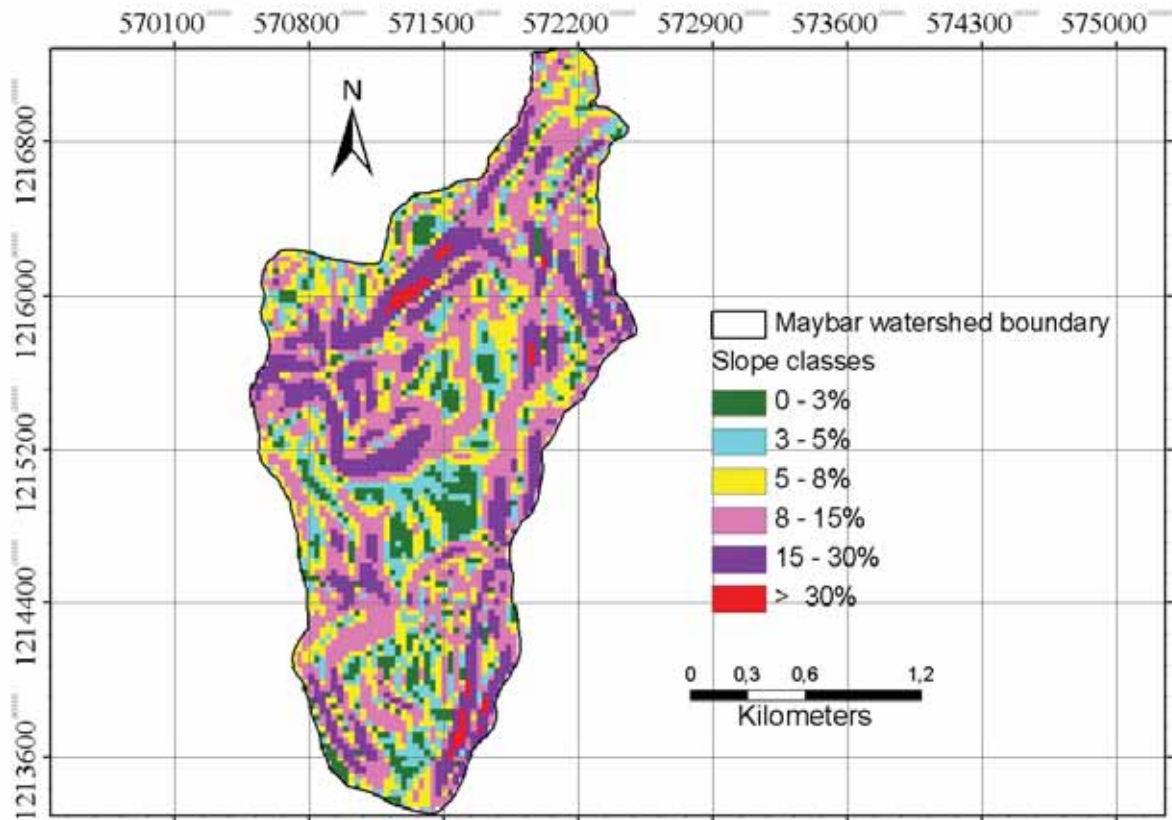 570100 570800 571500 572200 572900 573600 574300 575000
N
1216800
1216000
1215200
1214400
1213600
Maybar watershed boundary
Slope classes
0 - 3%
3 - 5%
5 - 8%
8 - 15%
15 - 30%
> 30%
0 0,3 0,6 1,2
Kilometers